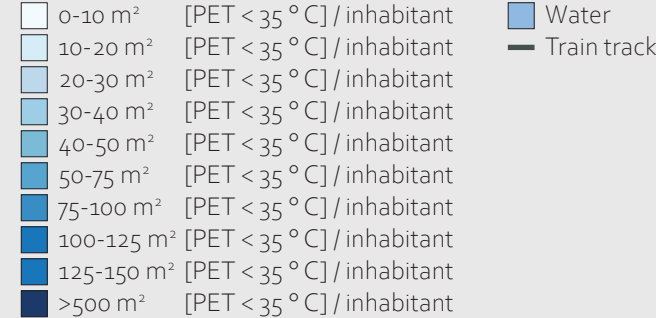 0-10 m² [PET < 35 °C] / inhabitant
10-20 m² [PET < 35 °C] / inhabitant
20-30 m² [PET < 35 °C] / inhabitant
30-40 m² [PET < 35 °C] / inhabitant
40-50 m² [PET < 35 °C] / inhabitant
50-75 m² [PET < 35 °C] / inhabitant
75-100 m² [PET < 35 °C] / inhabitant
100-125 m² [PET < 35 °C] / inhabitant
125-150 m² [PET < 35 °C] / inhabitant
>500 m² [PET < 35 °C] / inhabitant
Water
Train track